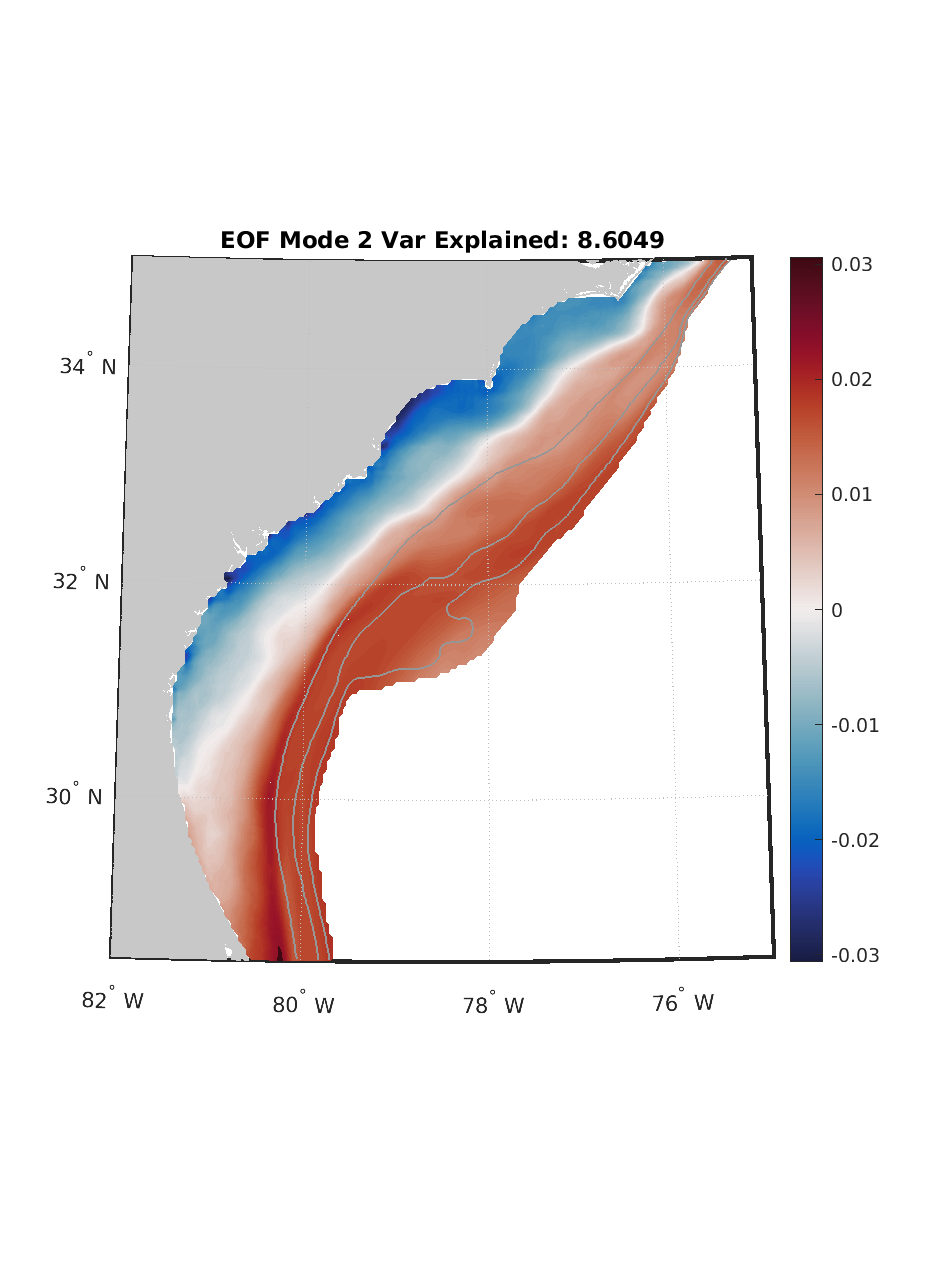 EOF Mode 2 Var Explained: 8.6049
0.03
34° N
0.02
0.01
32° N
0
-0.01
30° N
-0.02
-0.03
82° W
80° W
78° W
76° W